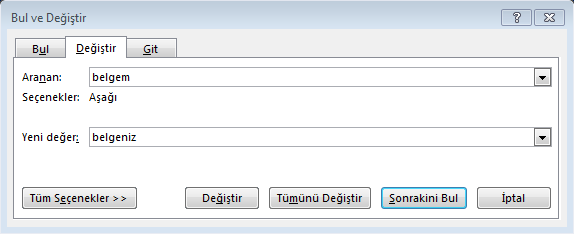 Bul ve Değiştir
Bul Değiştir Git
Aranan: belgem
Seçenekler: Aşağı
Yeni değer: belgeniz
Tüm Seçenekler >> Değiştir Tümünü Değiştir Sonrakini Bul İptal